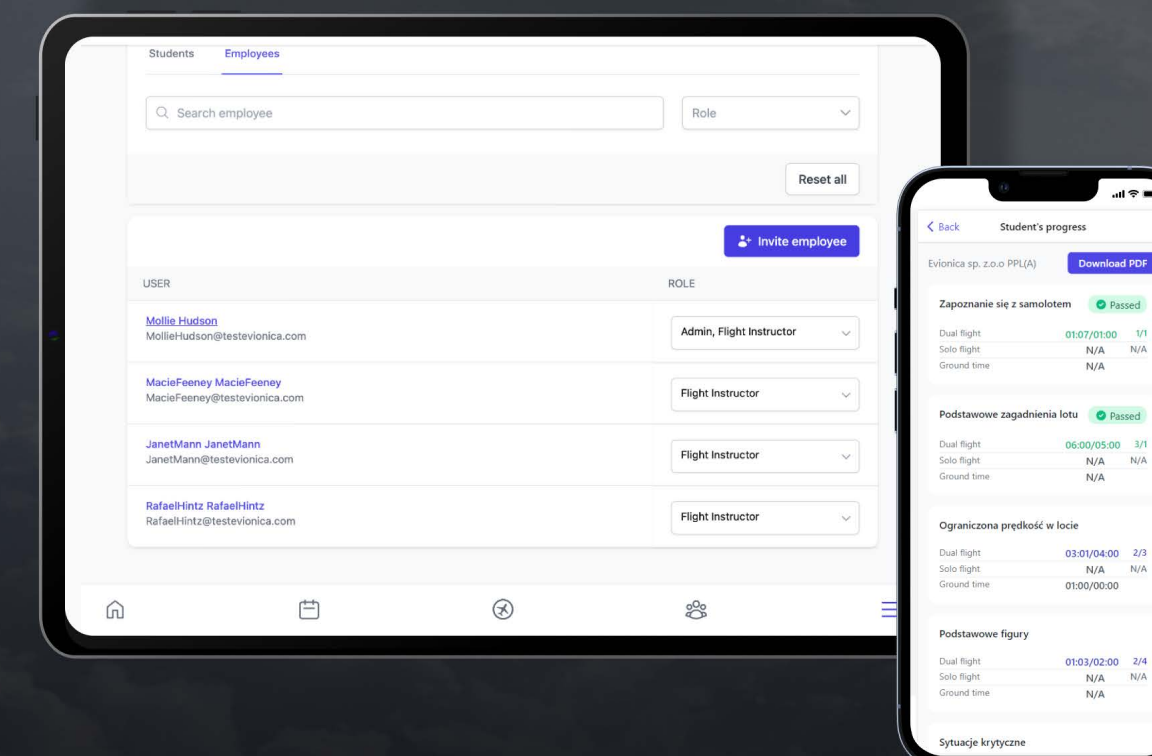 Students Employees
Search employee Role
Reset all
Invite employee
USER ROLE
Mollie Hudson
MollieHudson@testevionica.com
Admin, Flight Instructor
MacieFeeney MacieFeeney
MacieFeeney@testevionica.com
Flight Instructor
JanetMann JanetMann
JanetMann@testevionica.com
Flight Instructor
RafaelHintz RafaelHintz
RafaelHintz@testevionica.com
Flight Instructor
Back Student's progress
Evionica sp. z.o.o PPL(A) Download PDF
Zapoznanie się z samolotem Passed
Dual flight 01:07/01:00 1/1
Solo flight N/A N/A
Ground time N/A
Podstawowe zagadnienia lotu Passed
Dual flight 06:00/05:00 3/1
Solo flight N/A N/A
Ground time N/A
Ograniczona prędkość w locie
Dual flight 03:01/04:00 2/3
Solo flight N/A N/A
Ground time 01:00/00:00
Podstawowe figury
Dual flight 01:03/02:00 2/4
Solo flight N/A N/A
Ground time N/A
Sytuacje krytyczne